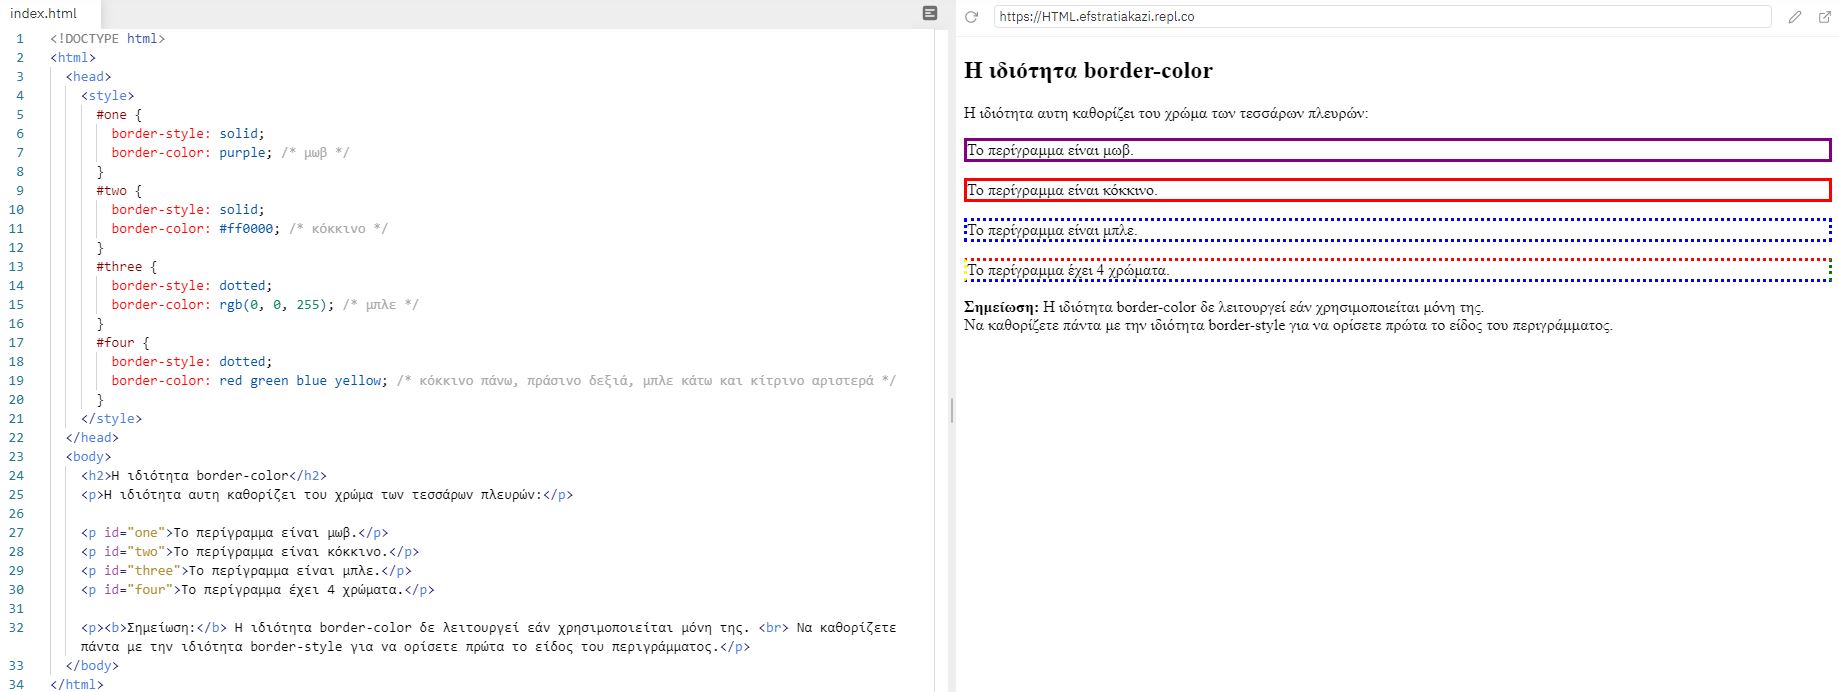 index.html
https://HTML.efstratiakazi.repl.co
1 <!DOCTYPE html>
2 <html>
3 <head>
4 <style>
5 #one {
6 border-style: solid;
7 border-color: purple; /* μωβ */
8 }
9 #two {
10 border-style: solid;
11 border-color: #ff0000; /* κόκκινο */
12 }
13 #three {
14 border-style: dotted;
15 border-color: rgb(0, 0, 255); /* μπλε */
16 }
17 #four {
18 border-style: dotted;
19 border-color: red green blue yellow; /* κόκκινο πάνω, πράσινο δεξιά, μπλε κάτω και κίτρινο αριστερά */
20 }
21 </style>
22 </head>
23 <body>
24 <h2>Η ιδιότητα border-color</h2>
25 <p>Η ιδιότητα αυτη καθορίζει του χρώμα των τεσσάρων πλευρών:</p>
26
27 <p id="one">Το περίγραμμα είναι μωβ.</p>
28 <p id="two">Το περίγραμμα είναι κόκκινο.</p>
29 <p id="three">Το περίγραμμα είναι μπλε.</p>
30 <p id="four">Το περίγραμμα έχει 4 χρώματα.</p>
31
32 <p><b>Σημείωση:</b> Η ιδιότητα border-color δε λειτουργεί εάν χρησιμοποιείται μόνη της. <br> Να καθορίζετε
πάντα με την ιδιότητα border-style για να ορίσετε πρώτα το είδος του περιγράμματος.</p>
33 </body>
34 </html>
Η ιδιότητα border-color
Η ιδιότητα αυτη καθορίζει του χρώμα των τεσσάρων πλευρών:
Το περίγραμμα είναι μωβ.
Το περίγραμμα είναι κόκκινο.
Το περίγραμμα είναι μπλε.
Το περίγραμμα έχει 4 χρώματα.
Σημείωση: Η ιδιότητα border-color δε λειτουργεί εάν χρησιμοποιείται μόνη της.
Να καθορίζετε πάντα με την ιδιότητα border-style για να ορίσετε πρώτα το είδος του περιγράμματος.